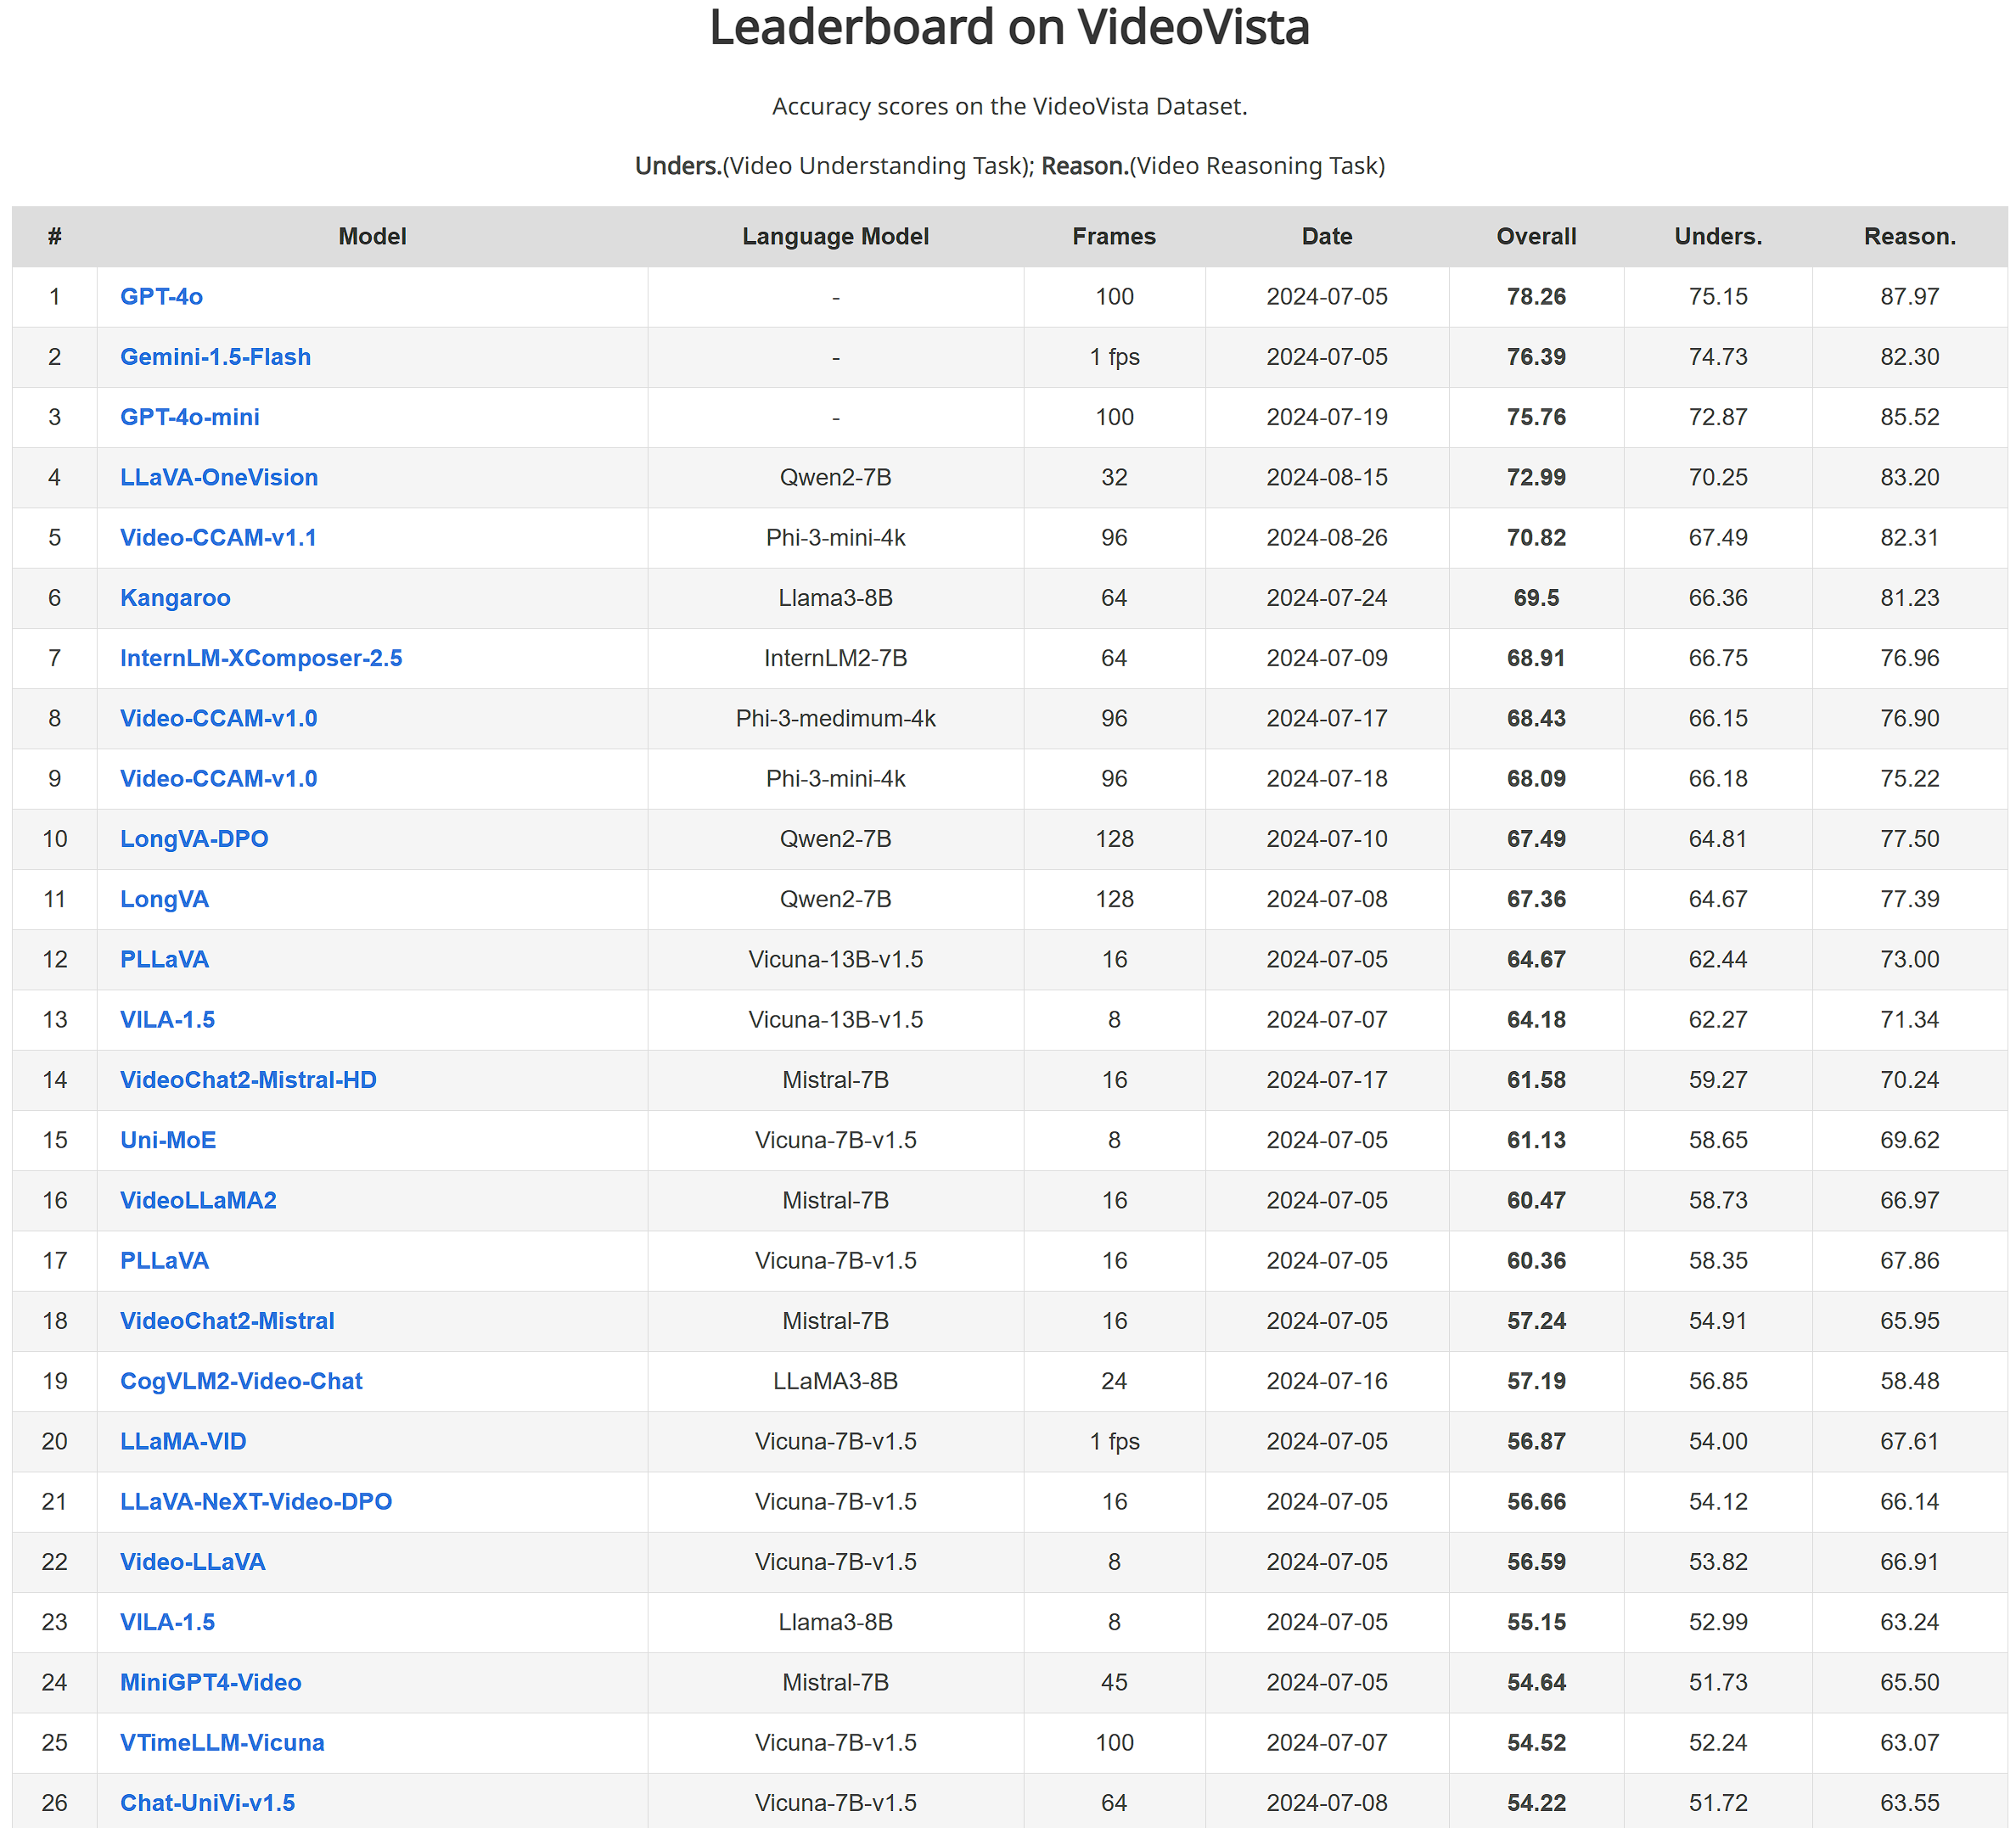 Leaderboard on VideoVista
Accuracy scores on the VideoVista Dataset.
Unders.(Video Understanding Task); Reason.(Video Reasoning Task)
# Model Language Model Frames Date Overall Unders. Reason.
1 GPT-4o - 100 2024-07-05 78.26 75.15 87.97
2 Gemini-1.5-Flash - 1 fps 2024-07-05 76.39 74.73 82.30
3 GPT-4o-mini - 100 2024-07-19 75.76 72.87 85.52
4 LLaVA-OneVision Qwen2-7B 32 2024-08-15 72.99 70.25 83.20
5 Video-CCAM-v1.1 Phi-3-mini-4k 96 2024-08-26 70.82 67.49 82.31
6 Kangaroo Llama3-8B 64 2024-07-24 69.5 66.36 81.23
7 InternLM-XComposer-2.5 InternLM2-7B 64 2024-07-09 68.91 66.75 76.96
8 Video-CCAM-v1.0 Phi-3-medimum-4k 96 2024-07-17 68.43 66.15 76.90
9 Video-CCAM-v1.0 Phi-3-mini-4k 96 2024-07-18 68.09 66.18 75.22
10 LongVA-DPO Qwen2-7B 128 2024-07-10 67.49 64.81 77.50
11 LongVA Qwen2-7B 128 2024-07-08 67.36 64.67 77.39
12 PLLaVA Vicuna-13B-v1.5 16 2024-07-05 64.67 62.44 73.00
13 VILA-1.5 Vicuna-13B-v1.5 8 2024-07-07 64.18 62.27 71.34
14 VideoChat2-Mistral-HD Mistral-7B 16 2024-07-17 61.58 59.27 70.24
15 Uni-MoE Vicuna-7B-v1.5 8 2024-07-05 61.13 58.65 69.62
16 VideoLLaMA2 Mistral-7B 16 2024-07-05 60.47 58.73 66.97
17 PLLaVA Vicuna-7B-v1.5 16 2024-07-05 60.36 58.35 67.86
18 VideoChat2-Mistral Mistral-7B 16 2024-07-05 57.24 54.91 65.95
19 CogVLM2-Video-Chat LLaMA3-8B 24 2024-07-16 57.19 56.85 58.48
20 LLaMA-VID Vicuna-7B-v1.5 1 fps 2024-07-05 56.87 54.00 67.61
21 LLaVA-NeXT-Video-DPO Vicuna-7B-v1.5 16 2024-07-05 56.66 54.12 66.14
22 Video-LLaVA Vicuna-7B-v1.5 8 2024-07-05 56.59 53.82 66.91
23 VILA-1.5 Llama3-8B 8 2024-07-05 55.15 52.99 63.24
24 MiniGPT4-Video Mistral-7B 45 2024-07-05 54.64 51.73 65.50
25 VTimeLLM-Vicuna Vicuna-7B-v1.5 100 2024-07-07 54.52 52.24 63.07
26 Chat-UniVi-v1.5 Vicuna-7B-v1.5 64 2024-07-08 54.22 51.72 63.55